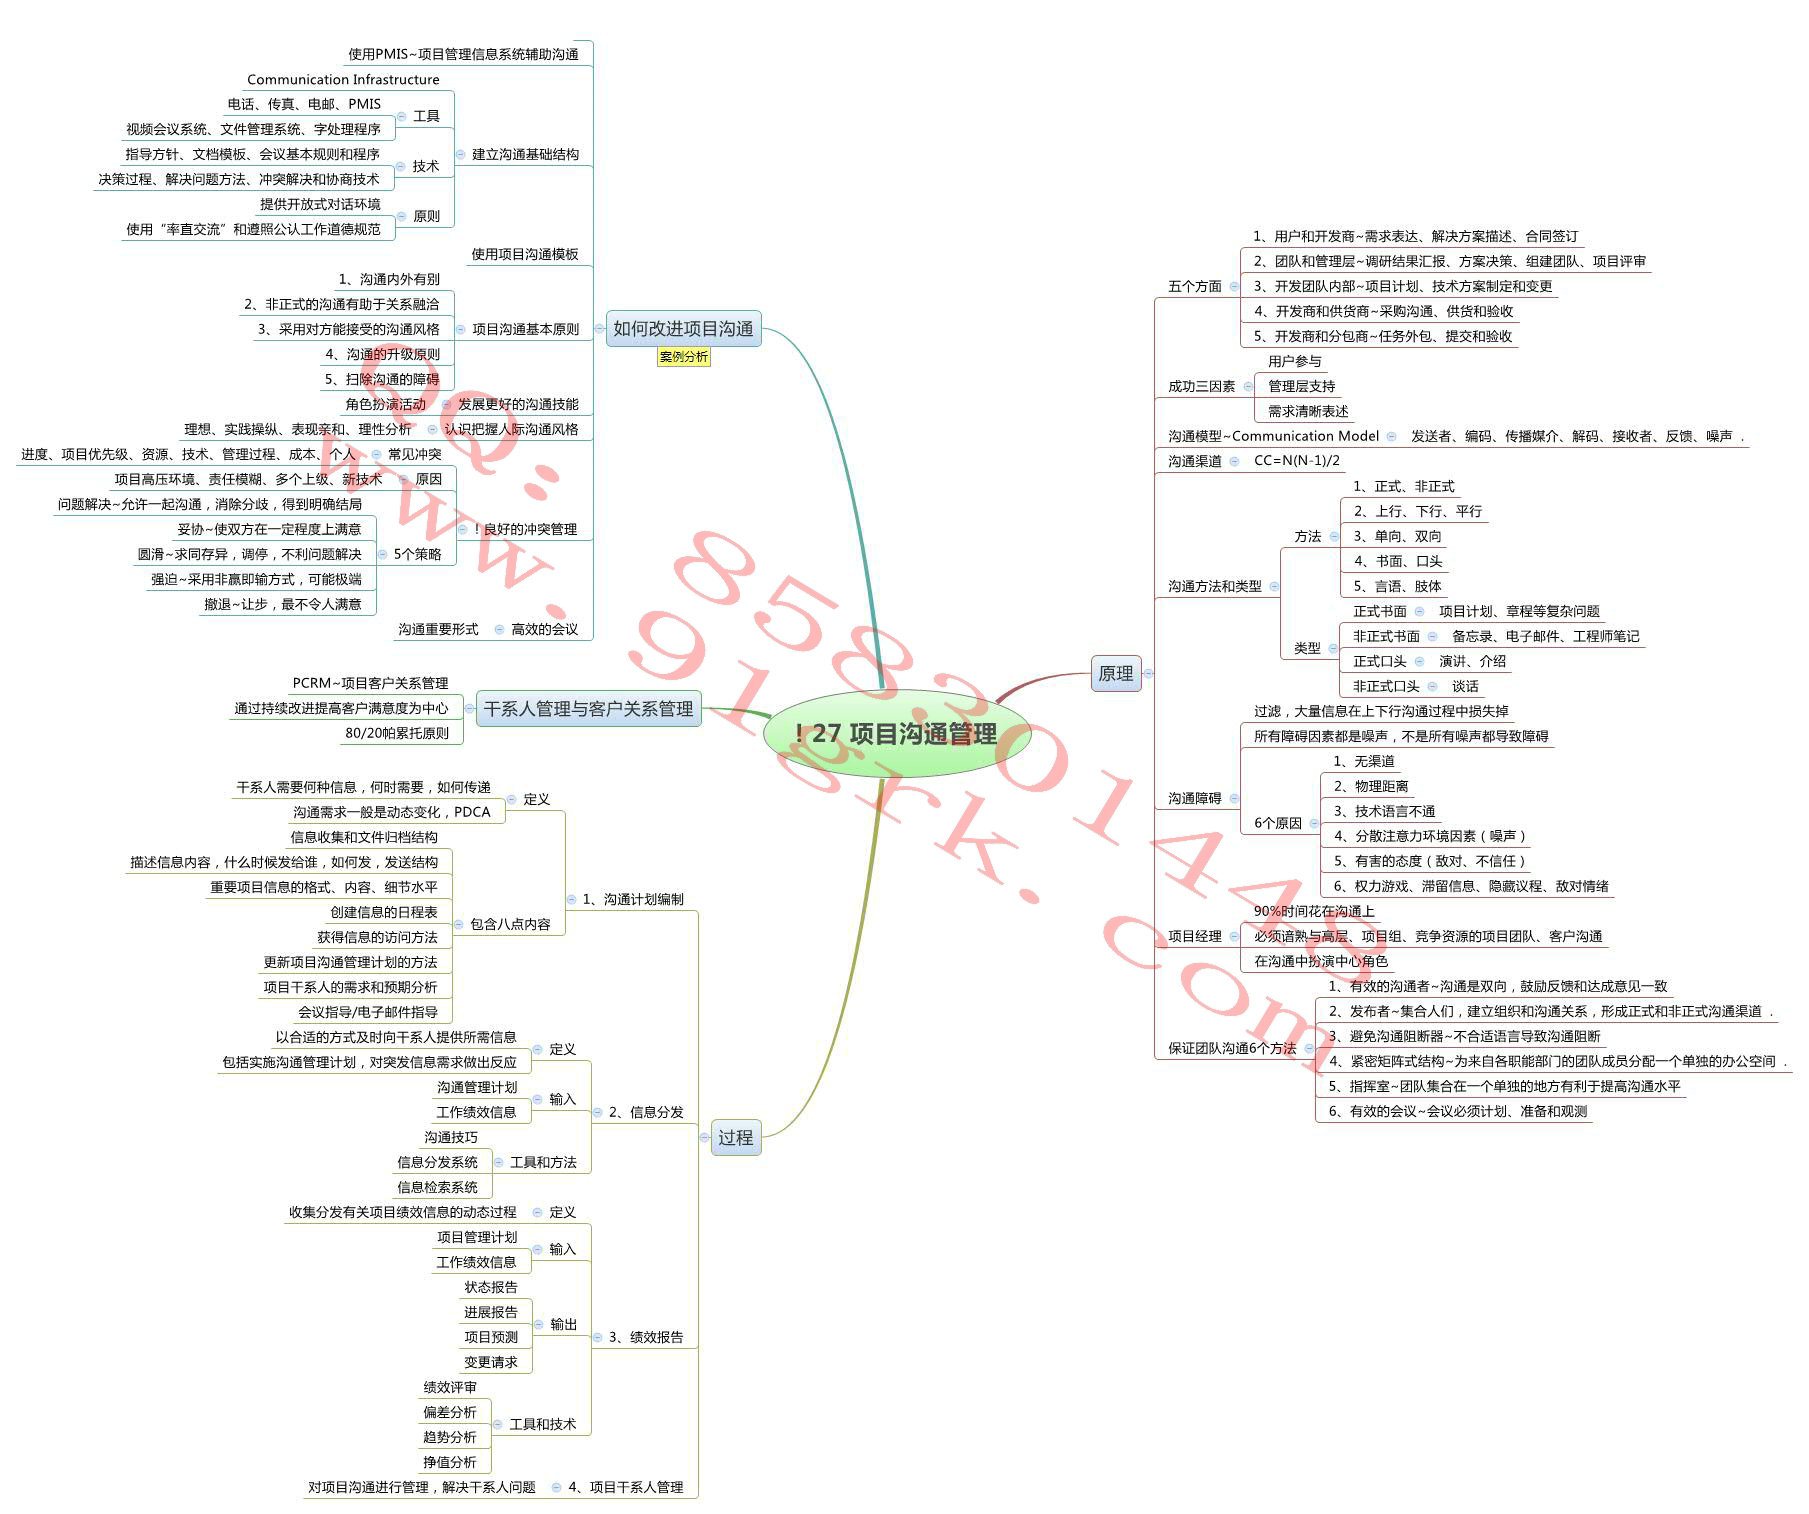 ！27 项目沟通管理
原理
五个方面
1、用户和开发商~需求表达、解决方案描述、合同签订
2、团队和管理层~调研结果汇报、方案决策、组建团队、项目评审
3、开发团队内部~项目计划、技术方案制定和变更
4、开发商和供货商~采购沟通、供货和验收
5、开发商和分包商~任务外包、提交和验收
成功三因素
用户参与
管理层支持
需求清晰表述
沟通模型~Communication Model
发送者、编码、传播媒介、解码、接收者、反馈、噪声 .
沟通渠道
CC=N(N-1)/2
沟通方法和类型
方法
1、正式、非正式
2、上行、下行、平行
3、单向、双向
4、书面、口头
5、言语、肢体
类型
正式书面
项目计划、章程等复杂问题
非正式书面
备忘录、电子邮件、工程师笔记
正式口头
演讲、介绍
非正式口头
谈话
沟通障碍
过滤，大量信息在上下行沟通过程中损失掉
所有障碍因素都是噪声，不是所有噪声都导致障碍
6个原因
1、无渠道
2、物理距离
3、技术语言不通
4、分散注意力环境因素（噪声）
5、有害的态度（敌对、不信任）
6、权力游戏、滞留信息、隐藏议程、敌对情绪
项目经理
90%时间花在沟通上
必须谙熟与高层、项目组、竞争资源的项目团队、客户沟通
在沟通中扮演中心角色
保证团队沟通6个方法
1、有效的沟通者~沟通是双向，鼓励反馈和达成意见一致
2、发布者~集合人们，建立组织和沟通关系，形成正式和非正式沟通渠道 .
3、避免沟通阻断器~不合适语言导致沟通阻断
4、紧密矩阵式结构~为来自各职能部门的团队成员分配一个单独的办公空间 .
5、指挥室~团队集合在一个单独的地方有利于提高沟通水平
6、有效的会议~会议必须计划、准备和观测
如何改进项目沟通
案例分析
使用PMIS~项目管理信息系统辅助沟通
建立沟通基础结构
Communication Infrastructure
工具
电话、传真、电邮、PMIS
视频会议系统、文件管理系统、字处理程序
技术
指导方针、文档模板、会议基本规则和程序
决策过程、解决问题方法、冲突解决和协商技术
原则
提供开放式对话环境
使用“率直交流”和遵照公认工作道德规范
使用项目沟通模板
项目沟通基本原则
1、沟通内外有别
2、非正式的沟通有助于关系融洽
3、采用对方能接受的沟通风格
4、沟通的升级原则
5、扫除沟通的障碍
发展更好的沟通技能
角色扮演活动
认识把握人际沟通风格
理想、实践操纵、表现亲和、理性分析
！良好的冲突管理
常见冲突
进度、项目优先级、资源、技术、管理过程、成本、个人
原因
项目高压环境、责任模糊、多个上级、新技术
5个策略
问题解决~允许一起沟通，消除分歧，得到明确结局
妥协~使双方在一定程度上满意
圆滑~求同存异，调停，不利问题解决
强迫~采用非赢即输方式，可能极端
撤退~让步，最不令人满意
高效的会议
沟通重要形式
干系人管理与客户关系管理
PCRM~项目客户关系管理
通过持续改进提高客户满意度为中心
80/20帕累托原则
过程
1、沟通计划编制
定义
干系人需要何种信息，何时需要，如何传递
沟通需求一般是动态变化，PDCA
包含八点内容
信息收集和文件归档结构
描述信息内容，什么时候发给谁，如何发，发送结构
重要项目信息的格式、内容、细节水平
创建信息的日程表
获得信息的访问方法
更新项目沟通管理计划的方法
项目干系人的需求和预期分析
会议指导/电子邮件指导
2、信息分发
定义
以合适的方式及时向干系人提供所需信息
包括实施沟通管理计划，对突发信息需求做出反应
输入
沟通管理计划
工作绩效信息
工具和方法
沟通技巧
信息分发系统
信息检索系统
3、绩效报告
定义
收集分发有关项目绩效信息的动态过程
输入
项目管理计划
工作绩效信息
输出
状态报告
进展报告
项目预测
变更请求
工具和技术
绩效评审
偏差分析
趋势分析
挣值分析
4、项目干系人管理
对项目沟通进行管理，解决干系人问题
QQ: 858301448
www.91grk.com